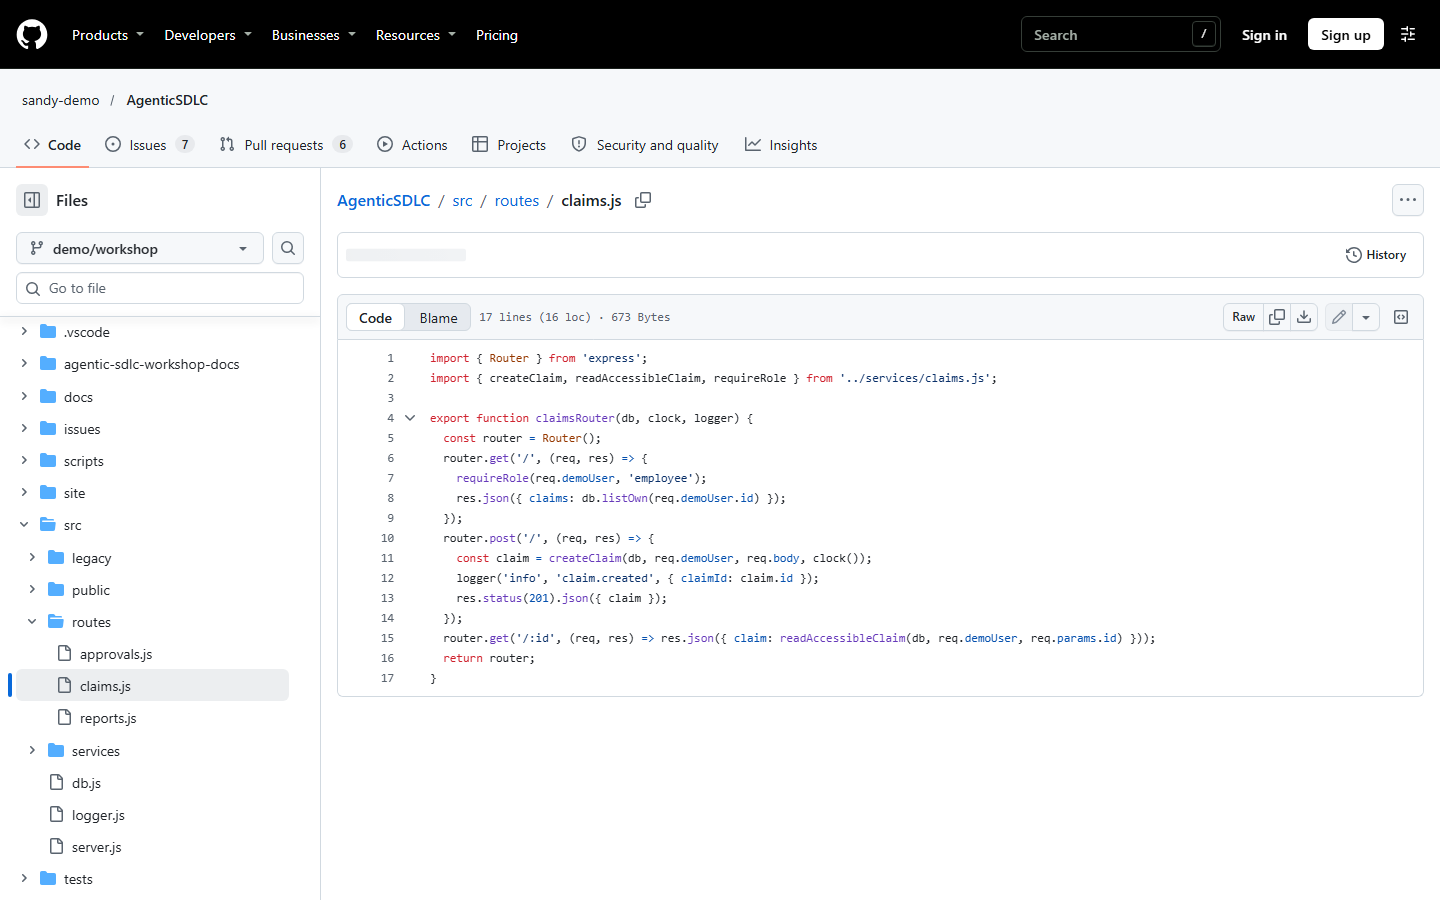 Products Developers Businesses Resources Pricing Search / Sign in Sign up
sandy-demo / AgenticSDLC
Code Issues 7 Pull requests 6 Actions Projects Security and quality Insights
Files
demo/workshop
Go to file
.vscode
agentic-sdlc-workshop-docs
docs
issues
scripts
site
src
legacy
public
routes
approvals.js
claims.js
reports.js
services
db.js
logger.js
server.js
tests
AgenticSDLC / src / routes / claims.js
History
Code Blame 17 lines (16 loc) · 673 Bytes Raw
1 import { Router } from 'express';
2 import { createClaim, readAccessibleClaim, requireRole } from '../services/claims.js';
3
4 export function claimsRouter(db, clock, logger) {
5 const router = Router();
6 router.get('/', (req, res) => {
7 requireRole(req.demoUser, 'employee');
8 res.json({ claims: db.listOwn(req.demoUser.id) });
9 });
10 router.post('/', (req, res) => {
11 const claim = createClaim(db, req.demoUser, req.body, clock());
12 logger('info', 'claim.created', { claimId: claim.id });
13 res.status(201).json({ claim });
14 });
15 router.get('/:id', (req, res) => res.json({ claim: readAccessibleClaim(db, req.demoUser, req.params.id) }));
16 return router;
17 }